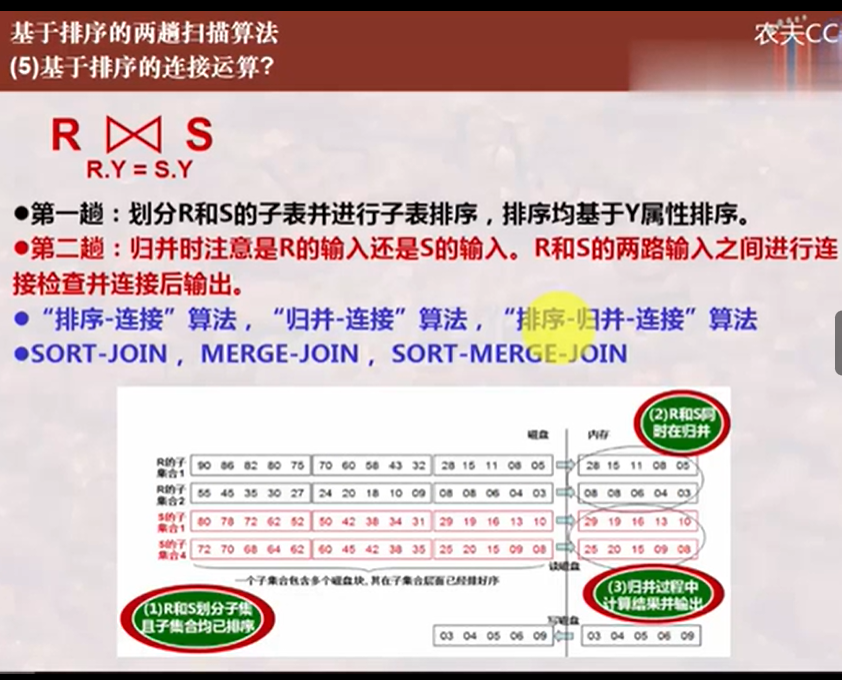 基于排序的两趟扫描算法
农夫CC
(5)基于排序的连接运算?
R ⋈ S
R.Y = S.Y
●第一趟：划分R和S的子表并进行子表排序，排序均基于Y属性排序。
●第二趟：归并时注意是R的输入还是S的输入。R和S的两路输入之间进行连
接检查并连接后输出。
●“排序-连接”算法，“归并-连接”算法，“排序-归并-连接”算法
●SORT-JOIN， MERGE-JOIN， SORT-MERGE-JOIN
(2)R和S同
时在归并
磁盘 内存
R的子
集合1
90 86 82 80 75 70 60 58 43 32 28 15 11 08 05 28 15 11 08 05
R的子
集合2
55 45 35 30 27 24 20 18 10 09 08 08 06 04 03 08 08 06 04 03
S的子
集合1
80 78 72 62 52 50 42 38 34 31 29 19 16 13 10 29 19 16 13 10
S的子
集合4
72 70 68 64 62 60 45 42 38 35 25 20 15 09 08 25 20 15 09 08
读磁盘
一个子集合包含多个磁盘块,其在子集合层面已经排好序
(1)R和S划分子集
且子集合均已排序
(3)归并过程中
计算结果并输出
写磁盘
03 04 05 06 09 03 04 05 06 09